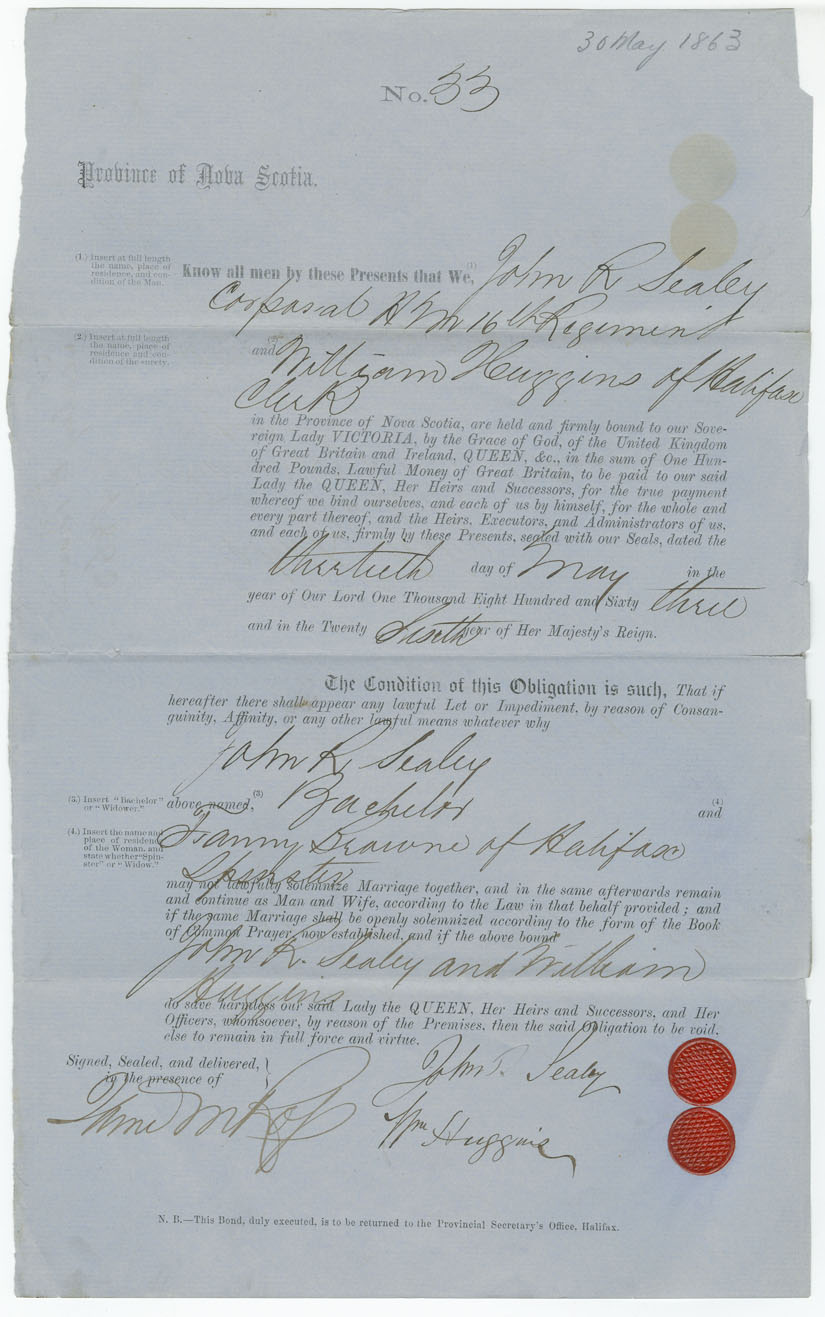 30 May 1863
No. 33
Province of Nova Scotia.
(1.) Insert at full length
the name, place of
residence, and con-
dition of the Man.
Know all men by these Presents that We, (1) John R Sealey
Corporal H M 16th Regiment
(2.) Insert at full length
the name, place of
residence and con-
dition of the surety.
and (2) William Huggins of Halifax
Clerk
in the Province of Nova Scotia, are held and firmly bound to our Sove-
reign Lady VICTORIA, by the Grace of God, of the United Kingdom
of Great Britain and Ireland, QUEEN, &c., in the sum of One Hun-
dred Pounds, Lawful Money of Great Britain, to be paid to our said
Lady the QUEEN, Her Heirs and Successors, for the true payment
whereof we bind ourselves, and each of us by himself, for the whole and
every part thereof, and the Heirs, Executors, and Administrators of us,
and each of us, firmly by these Presents, sealed with our Seals, dated the
thirtieth day of May in the
year of Our Lord One Thousand Eight Hundred and Sixty three
and in the Twenty Sixth year of Her Majesty's Reign.
The Condition of this Obligation is such, That if
hereafter there shall appear any lawful Let or Impediment, by reason of Consan-
guinity, Affinity, or any other lawful means whatever why
John R. Sealey
(3.) Insert "Bachelor"
or "Widower."
above named, (3) Bachelor (4) and
(4.) Insert the name and
place of residence
of the Woman, and
state whether "Spin-
ster" or "Widow."
Fanny Browne of Halifax
Spinster
may not lawfully solemnize Marriage together, and in the same afterwards remain
and continue as Man and Wife, according to the Law in that behalf provided; and
if the same Marriage shall be openly solemnized according to the form of the Book
of Common Prayer, now established, and if the above bound
John R. Sealey and William
Huggins
do save harmless our said Lady the QUEEN, Her Heirs and Successors, and Her
Officers, whomsoever, by reason of the Premises, then the said Obligation to be void,
else to remain in full force and virtue.
Signed, Sealed, and delivered,
in the presence of
John R Sealey
Wm Huggins
N. B.—This Bond, duly executed, is to be returned to the Provincial Secretary's Office, Halifax.